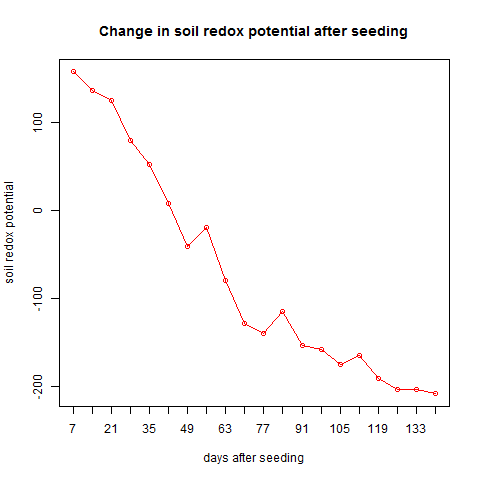 Change in soil redox potential after seeding
soil redox potential
100
0
-100
-200
7 21 35 49 63 77 91 105 119 133
days after seeding